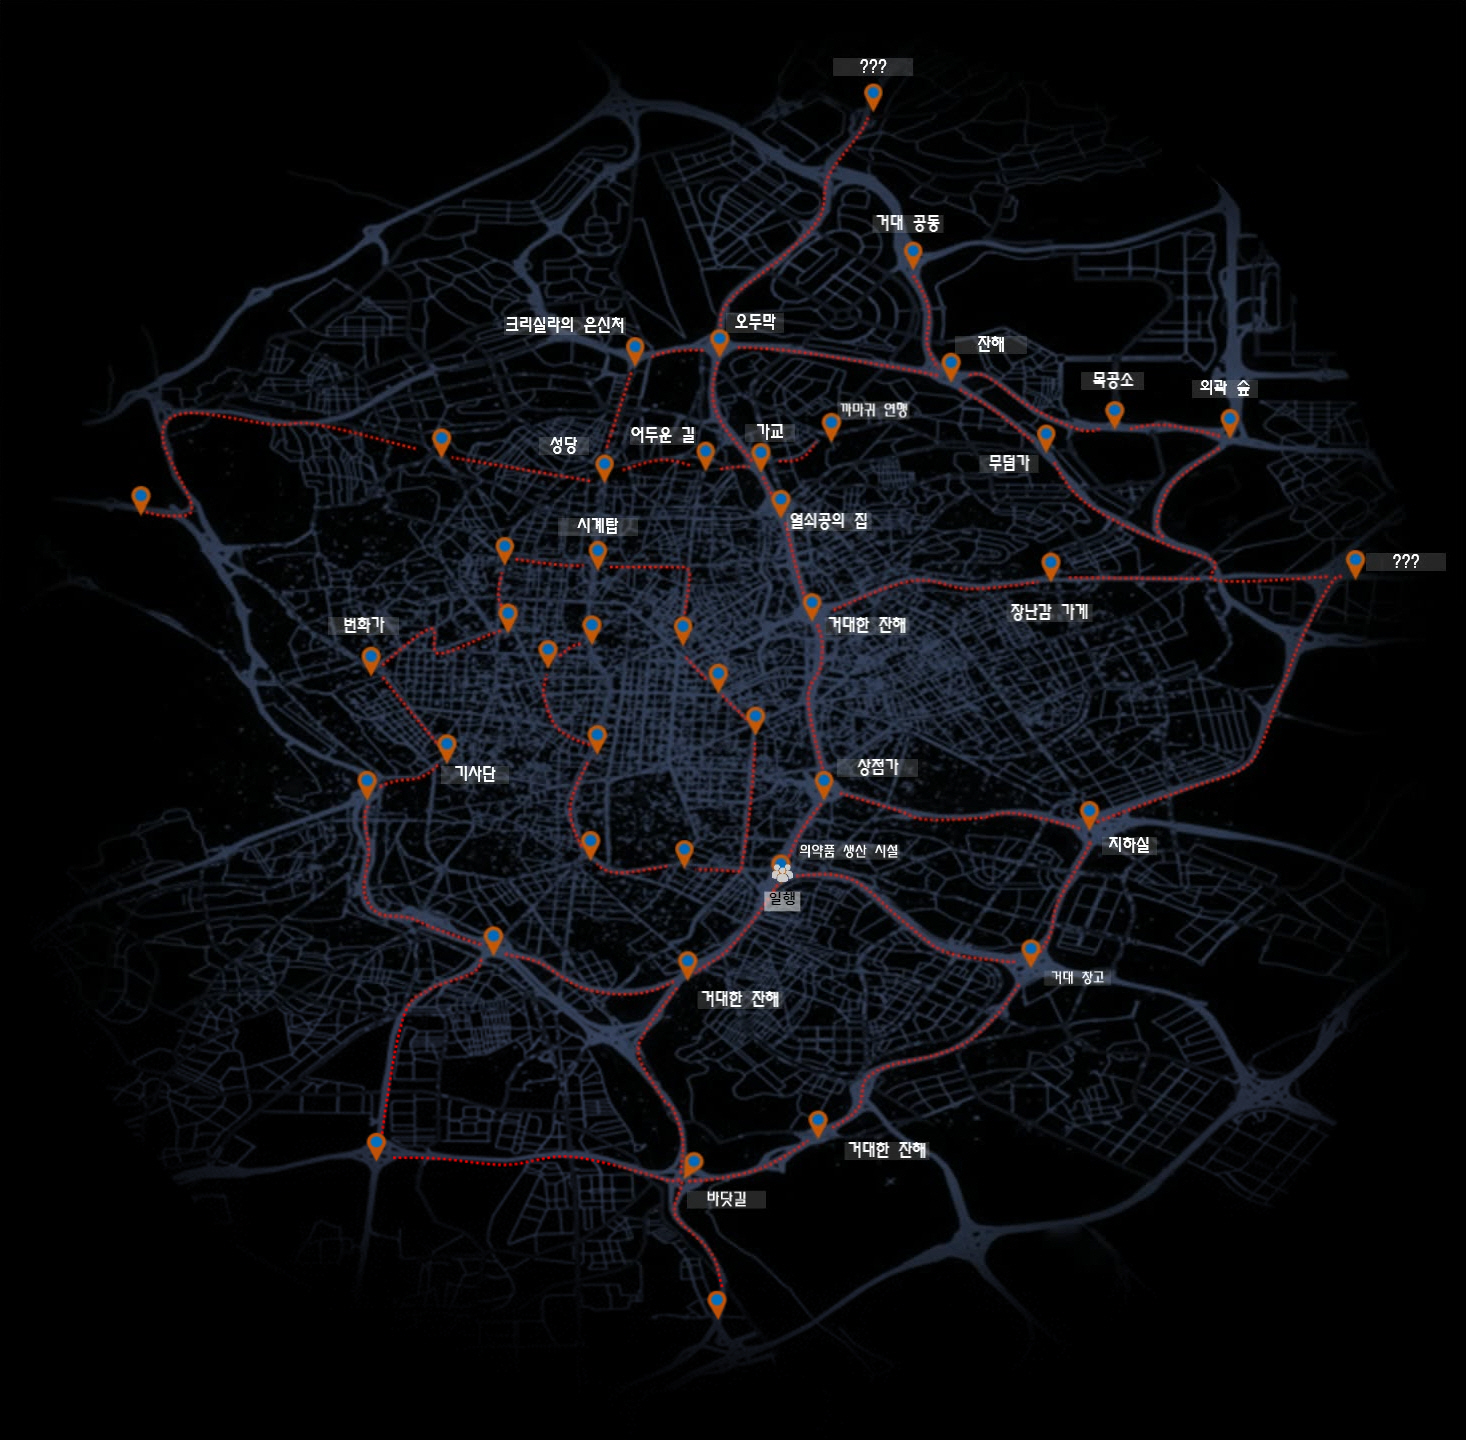 ???
거대 공동
오두막
크리실라의 은신처
잔해
목공소
외곽 숲
까마귀 연맹
가교
어두운 길
성당
무덤가
열쇠공의 집
시계탑
???
장난감 가게
거대한 잔해
번화가
상점가
기사단
지하실
의약품 생산 시설
일행
거대 창고
거대한 잔해
거대한 잔해
바닷길